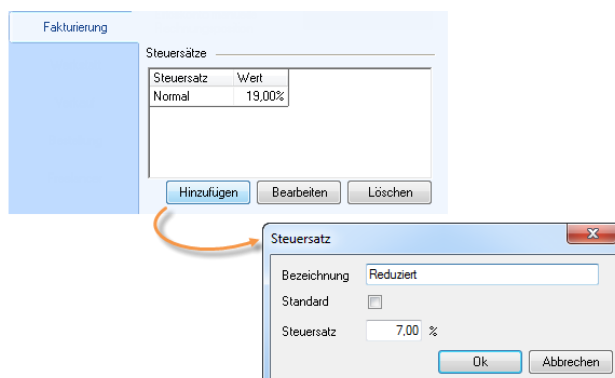 Fakturierung
Steuersätze
Steuersatz Wert
Normal 19,00%
Hinzufügen Bearbeiten Löschen
Steuersatz
Bezeichnung Reduziert
Standard
Steuersatz 7,00 %
Ok Abbrechen